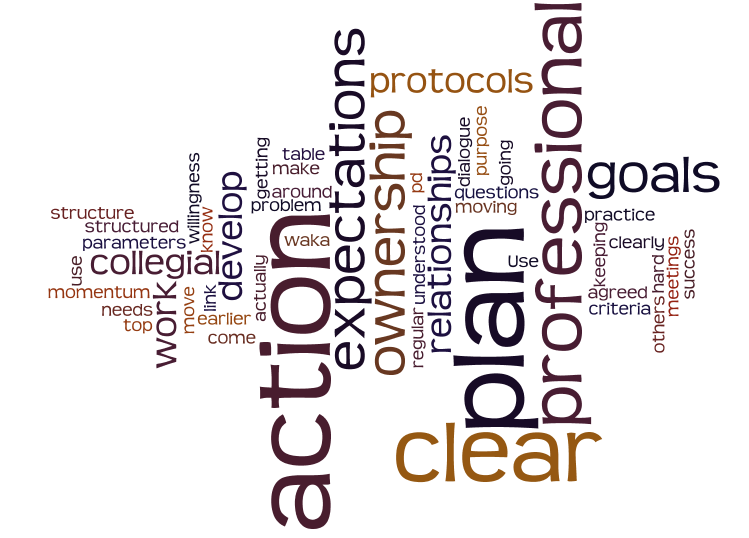 professional
expectations
protocols
action
plan
clear
ownership
relationships
goals
dialogue
purpose
going
pd
questions
moving
understood
regular
Use
practice
keeping
clearly
a
agreed
criteria
others
hard
meetings
success
getting
table
make
around
problem
waka
actually
willingness
know
develop
structure
structured
parameters
use
collegial
momentum
needs
top
work
move
link
earlier
come